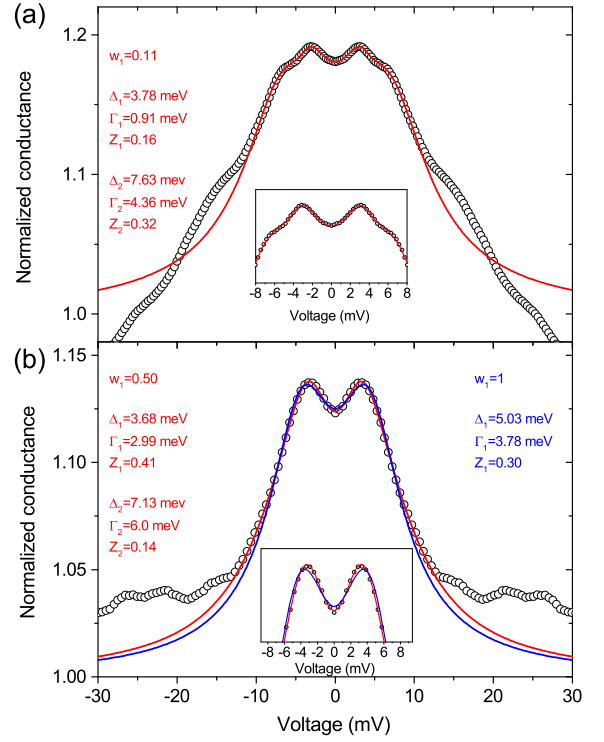 (a)
Normalized conductance
1.2
1.1
1.0
w₁=0.11
Δ₁=3.78 meV
Γ₁=0.91 meV
Z₁=0.16
Δ₂=7.63 mev
Γ₂=4.36 meV
Z₂=0.32
-8 -6 -4 -2 0 2 4 6 8
Voltage (mV)
(b)
Normalized conductance
1.15
1.10
1.05
1.00
w₁=0.50
Δ₁=3.68 meV
Γ₁=2.99 meV
Z₁=0.41
Δ₂=7.13 meV
Γ₂=6.0 meV
Z₂=0.14
w₁=1
Δ₁=5.03 meV
Γ₁=3.78 meV
Z₁=0.30
-8 -6 -4 -2 0 2 4 6 8
Voltage (mV)
-30 -20 -10 0 10 20 30
Voltage (mV)